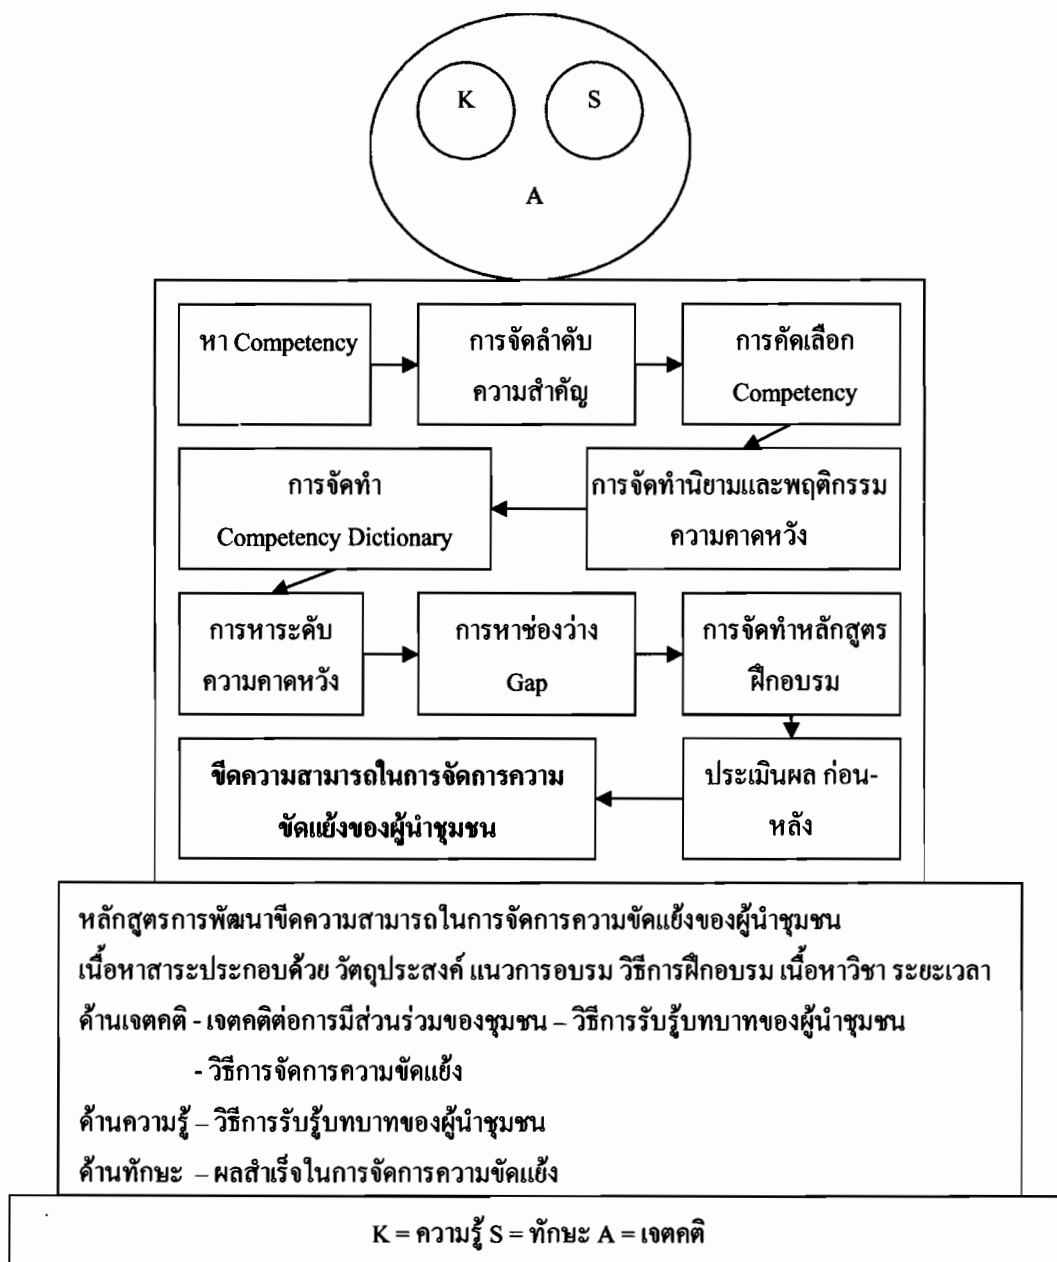 K
S
A
หา Competency
การจัดลำดับ
ความสำคัญ
การคัดเลือก
Competency
การจัดทำนิยามและพฤติกรรม
ความคาดหวัง
การจัดทำ
Competency Dictionary
การหาระดับ
ความคาดหวัง
การหาช่องว่าง
Gap
การจัดทำหลักสูตร
ฝึกอบรม
ประเมินผล ก่อน-
หลัง
ขีดความสามารถในการจัดการความ
ขัดแย้งของผู้นำชุมชน
หลักสูตรการพัฒนาขีดความสามารถในการจัดการความขัดแย้งของผู้นำชุมชน
เนื้อหาสาระประกอบด้วย วัตถุประสงค์ แนวการอบรม วิธีการฝึกอบรม เนื้อหาวิชา ระยะเวลา
ด้านเจตคติ - เจตคติต่อการมีส่วนร่วมของชุมชน – วิธีการรับรู้บทบาทของผู้นำชุมชน
- วิธีการจัดการความขัดแย้ง
ด้านความรู้ – วิธีการรับรู้บทบาทของผู้นำชุมชน
ด้านทักษะ – ผลสำเร็จในการจัดการความขัดแย้ง
K = ความรู้ S = ทักษะ A = เจตคติ